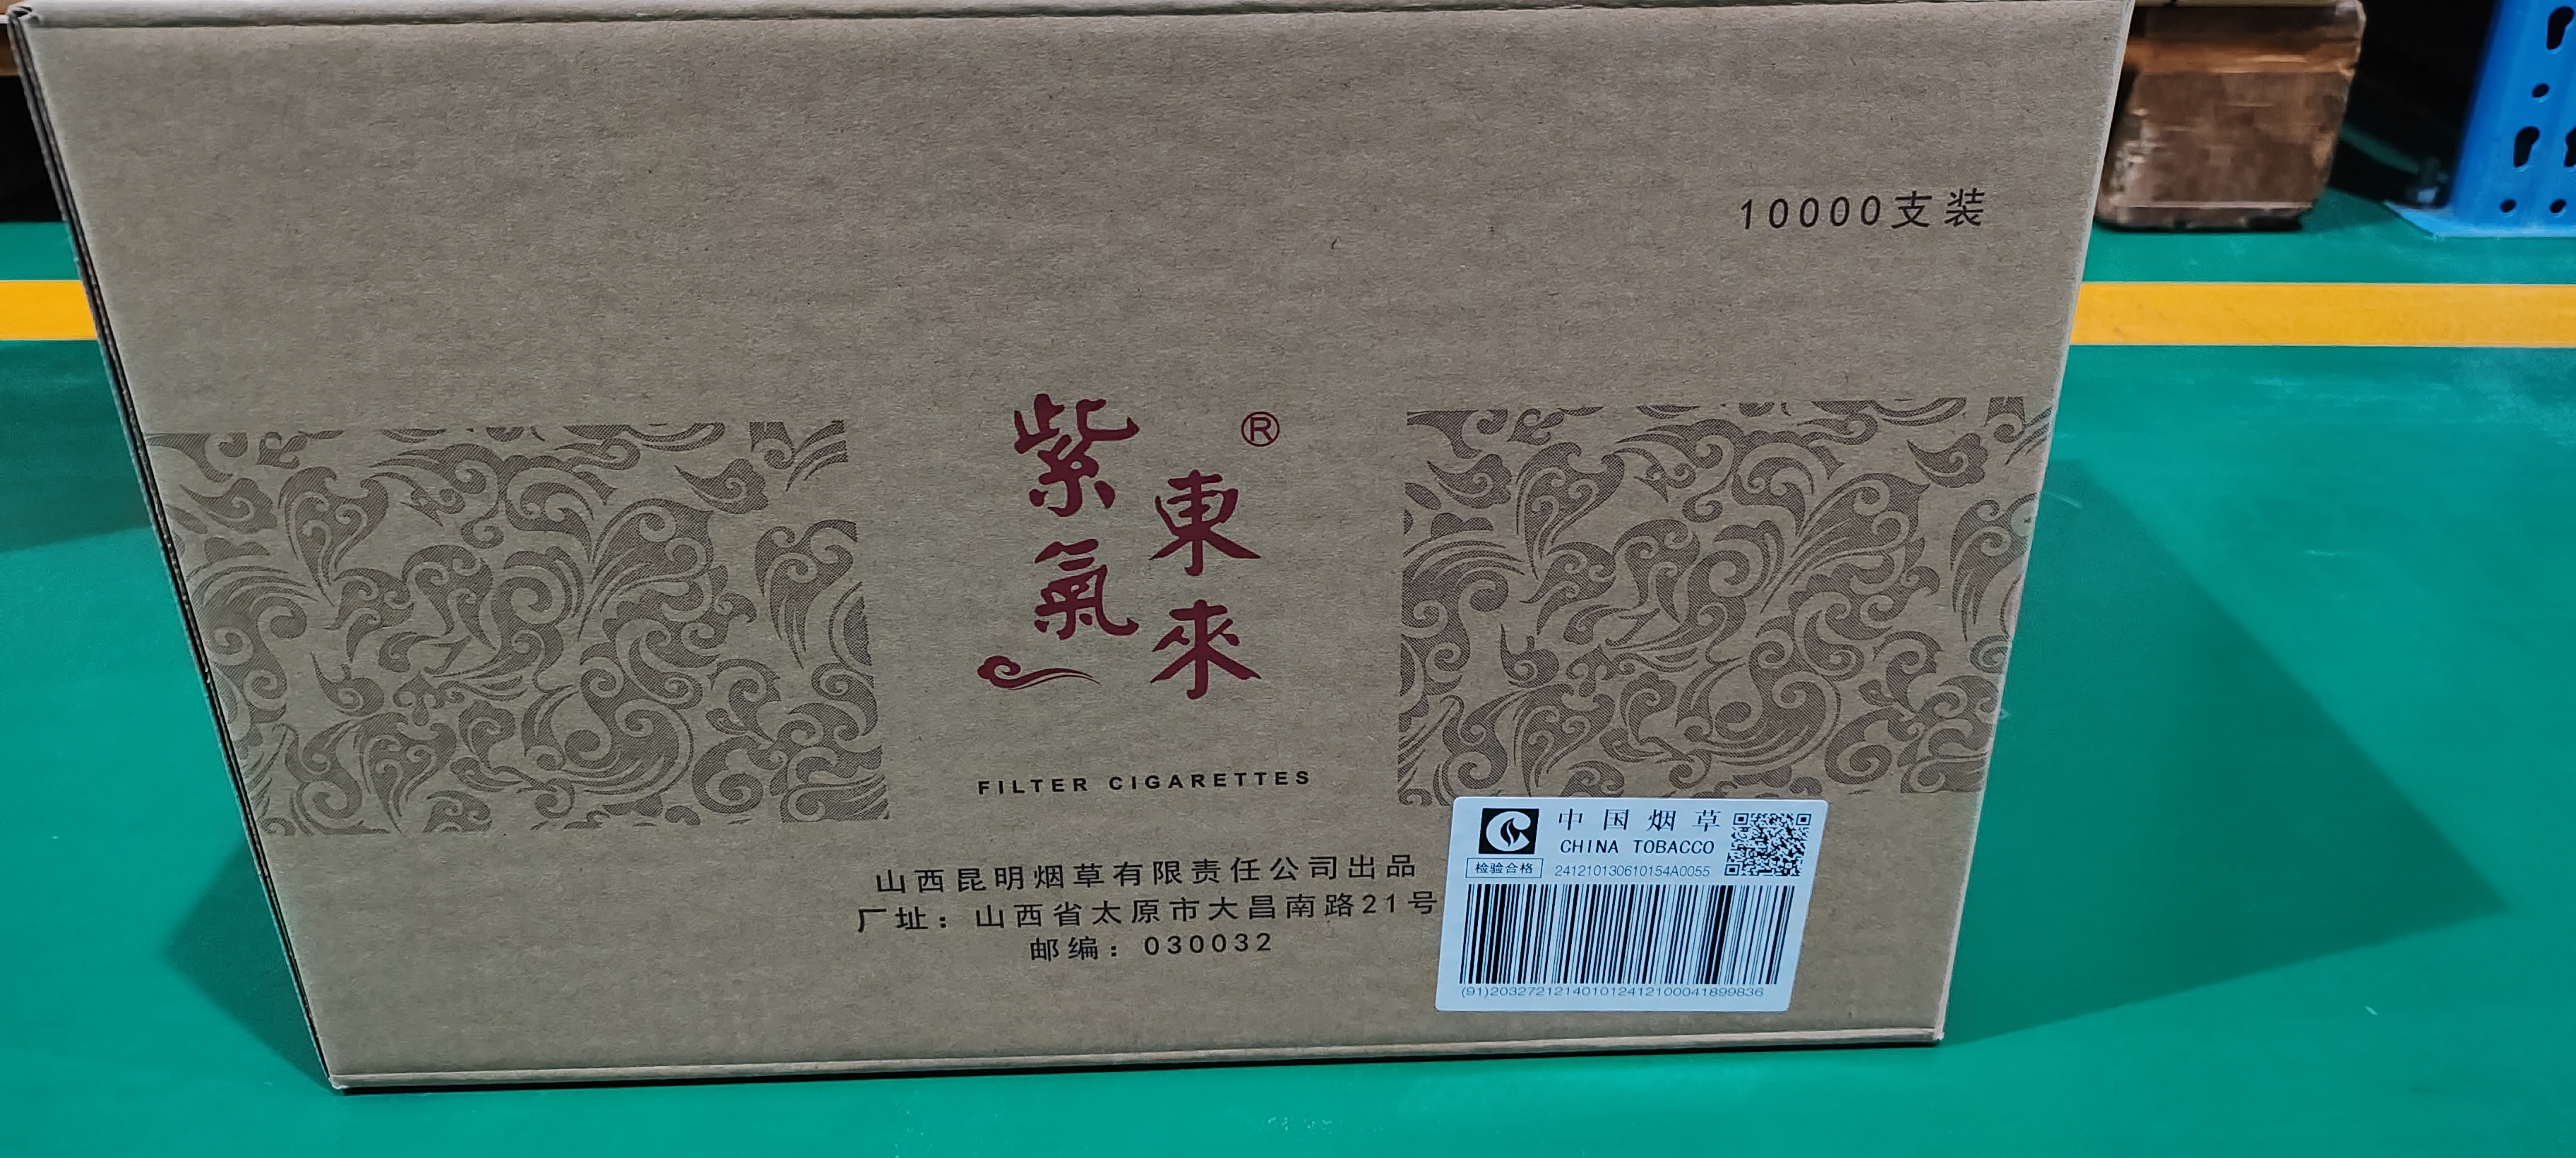 10000支装
紫氣
東來
®
FILTER CIGARETTES
山西昆明烟草有限责任公司出品
厂址：山西省太原市大昌南路21号
邮编：030032
中国烟草
CHINA TOBACCO
检验合格 241210130610154A0055
(91)203272121401012412100041899836